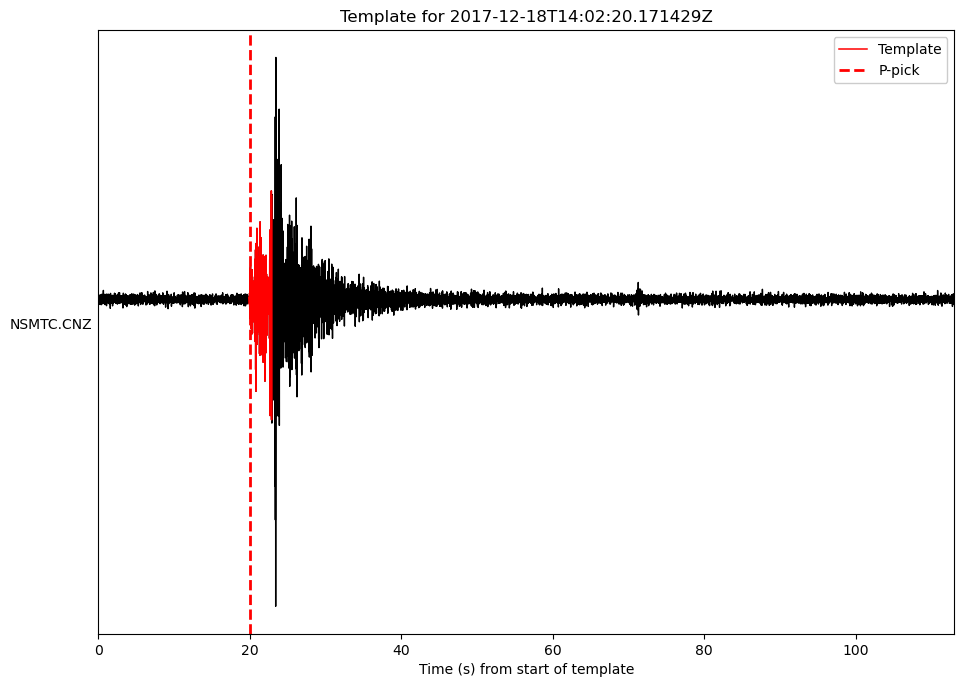 Template for 2017-12-18T14:02:20.171429Z
Template
P-pick
NSMTC.CNZ
0 20 40 60 80 100
Time (s) from start of template